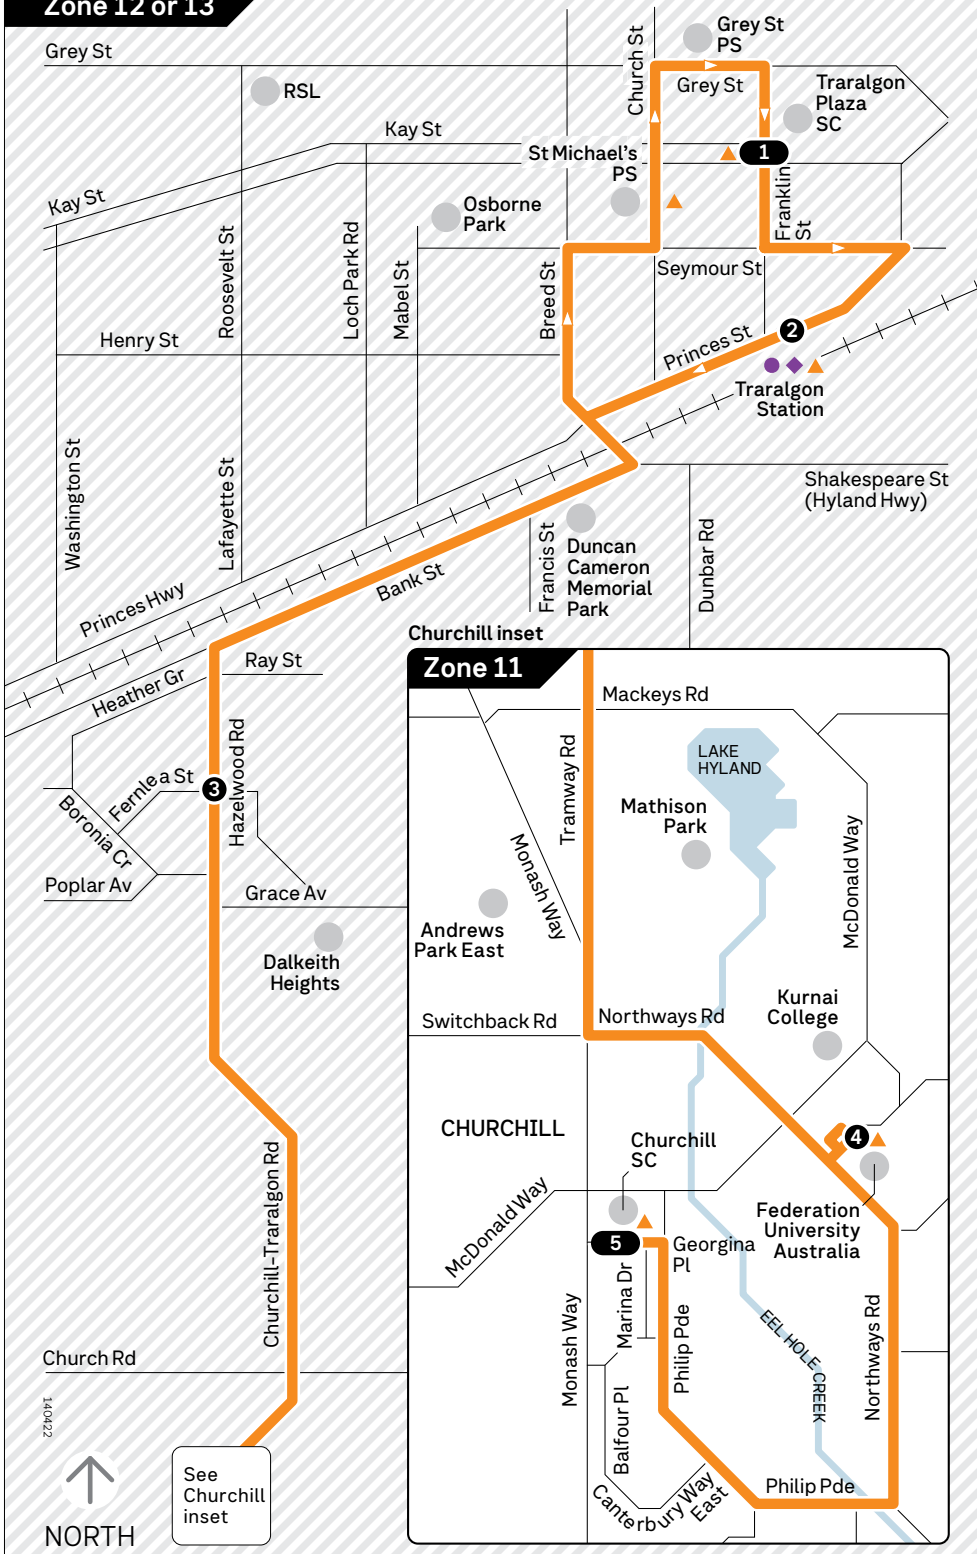 Zone 12 or 13
Grey St
Church St
Grey St
PS
Grey St
RSL
Traralgon
Plaza
SC
Kay St
St Michael's
PS
1
Franklin
St
Kay St
Osborne
Park
Roosevelt St
Loch Park Rd
Mabel St
Breed St
Seymour St
Henry St
Princes St
2
Traralgon
Station
Washington St
Lafayette St
Shakespeare St
(Hyland Hwy)
Francis St
Duncan
Cameron
Memorial
Park
Dunbar Rd
Bank St
Princes Hwy
Churchill inset
Zone 11
Ray St
Heather Gr
Hazelwood Rd
Fernlea St
3
Boronia Cr
Poplar Av
Grace Av
Dalkeith
Heights
Mackeys Rd
Tramway Rd
LAKE
HYLAND
Mathison
Park
Monash Way
McDonald Way
Andrews
Park East
Kurnai
College
Switchback Rd
Northways Rd
CHURCHILL
Churchill
SC
4
McDonald Way
Federation
University
Australia
5
Georgina
Pl
Marina Dr
Monash Way
Philip Pde
EEL HOLE CREEK
Northways Rd
Balfour Pl
Canterbury Way
East
Philip Pde
Churchill-Traralgon Rd
Church Rd
140422
See
Churchill
inset
NORTH